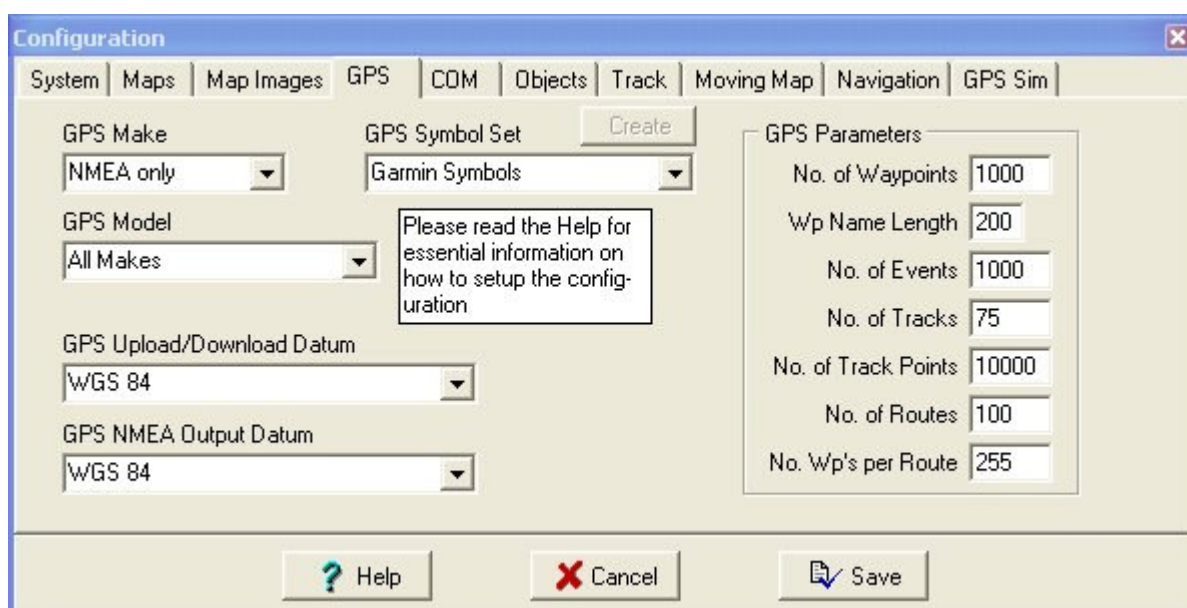 Configuration
System
Maps
Map Images
GPS
COM
Objects
Track
Moving Map
Navigation
GPS Sim
GPS Make
NMEA only
GPS Symbol Set
Create
Garmin Symbols
GPS Model
All Makes
Please read the Help for
essential information on
how to setup the config-
uration
GPS Upload/Download Datum
WGS 84
GPS NMEA Output Datum
WGS 84
GPS Parameters
No. of Waypoints 1000
Wp Name Length 200
No. of Events 1000
No. of Tracks 75
No. of Track Points 10000
No. of Routes 100
No. Wp's per Route 255
Help
Cancel
Save